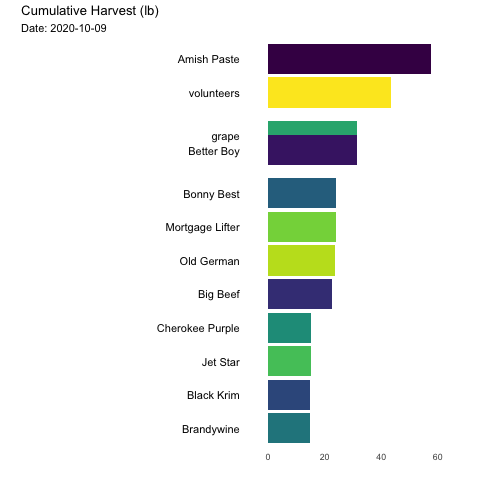 Cumulative Harvest (lb)
Date: 2020-10-09
Amish Paste
volunteers
grape
Better Boy
Bonny Best
Mortgage Lifter
Old German
Big Beef
Cherokee Purple
Jet Star
Black Krim
Brandywine
0 20 40 60